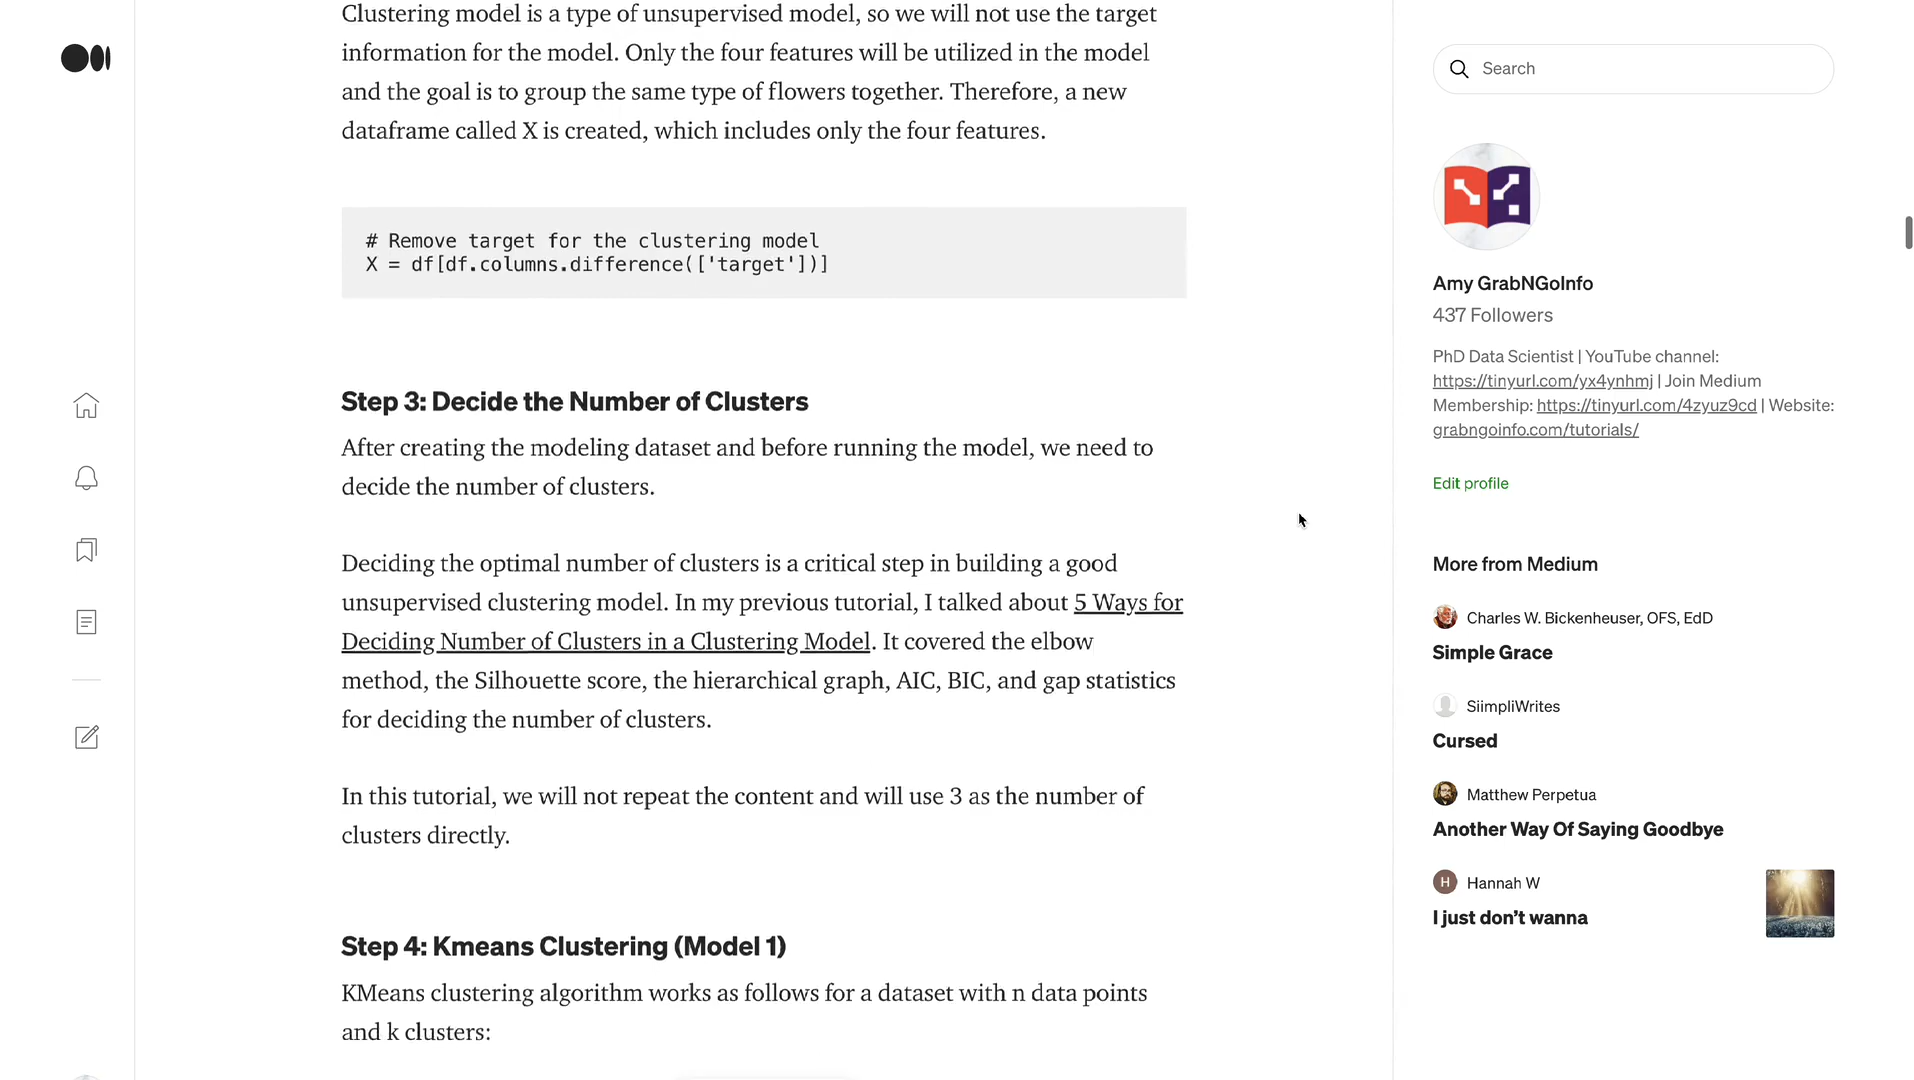 Clustering model is a type of unsupervised model, so we will not use the target
information for the model. Only the four features will be utilized in the model
and the goal is to group the same type of flowers together. Therefore, a new
dataframe called X is created, which includes only the four features.
# Remove target for the clustering model
X = df[df.columns.difference(['target'])]
Step 3: Decide the Number of Clusters
After creating the modeling dataset and before running the model, we need to
decide the number of clusters.
Deciding the optimal number of clusters is a critical step in building a good
unsupervised clustering model. In my previous tutorial, I talked about 5 Ways for
Deciding Number of Clusters in a Clustering Model. It covered the elbow
method, the Silhouette score, the hierarchical graph, AIC, BIC, and gap statistics
for deciding the number of clusters.
In this tutorial, we will not repeat the content and will use 3 as the number of
clusters directly.
Step 4: Kmeans Clustering (Model 1)
KMeans clustering algorithm works as follows for a dataset with n data points
and k clusters:
Search
Amy GrabNGoInfo
437 Followers
PhD Data Scientist | YouTube channel:
https://tinyurl.com/yx4ynhmj | Join Medium
Membership: https://tinyurl.com/4zyuz9cd | Website:
grabngoinfo.com/tutorials/
Edit profile
More from Medium
Charles W. Bickenheuser, OFS, EdD
Simple Grace
SiimpliWrites
Cursed
Matthew Perpetua
Another Way Of Saying Goodbye
H Hannah W
I just don’t wanna